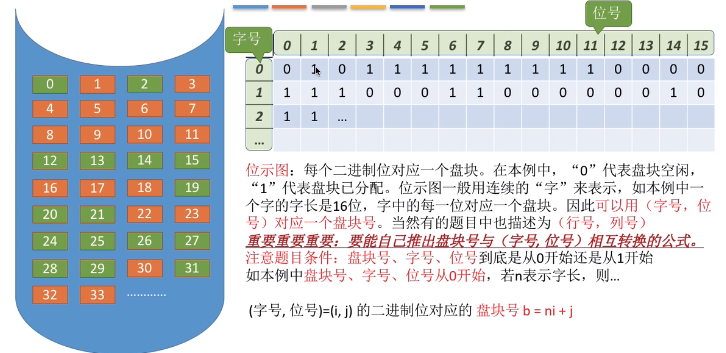 位号
字号
0 1 2 3 4 5 6 7 8 9 10 11 12 13 14 15
0 0 1 0 1 1 1 1 1 1 1 1 1 0 0 0 0
1 1 1 1 0 0 0 1 1 0 0 0 0 0 0 1 0
2 1 1 ...
...
0 1 2 3
4 5 6 7
8 9 10 11
12 13 14 15
16 17 18 19
20 21 22 23
24 25 26 27
28 29 30 31
32 33 …………
位示图：每个二进制位对应一个盘块。在本例中，“0”代表盘块空闲，
“1”代表盘块已分配。位示图一般用连续的“字”来表示，如本例中一
个字的字长是16位，字中的每一位对应一个盘块。因此可以用（字号，位
号）对应一个盘块号。当然有的题目中也描述为（行号，列号）
重要重要重要：要能自己推出盘块号与（字号, 位号）相互转换的公式。
注意题目条件：盘块号、字号、位号到底是从0开始还是从1开始
如本例中盘块号、字号、位号从0开始，若n表示字长，则...
(字号, 位号)=(i, j) 的二进制位对应的 盘块号 b = ni + j